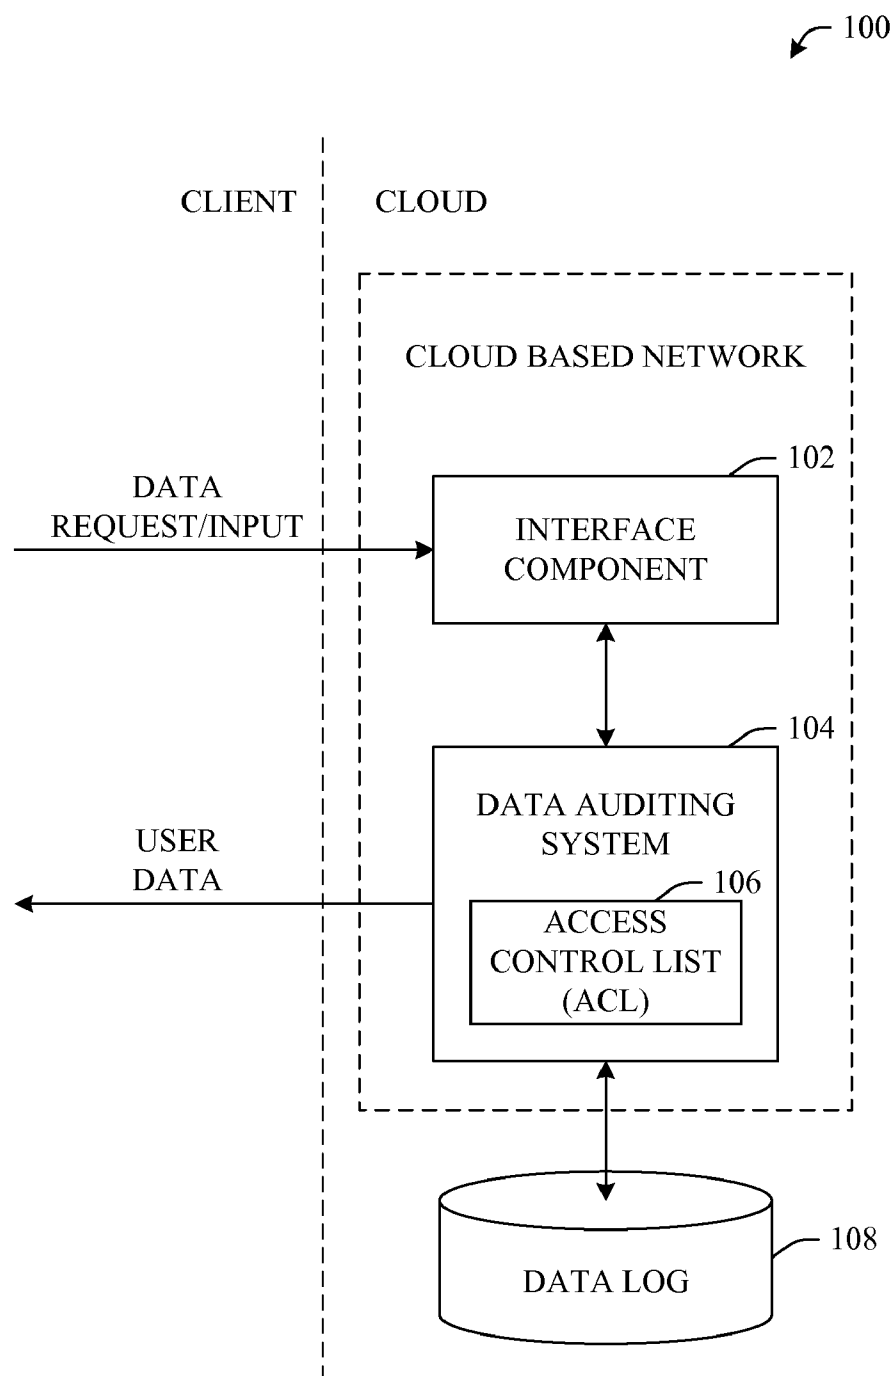 100
CLIENT
CLOUD
CLOUD BASED NETWORK
102
DATA
REQUEST/INPUT
INTERFACE
COMPONENT
104
DATA AUDITING
SYSTEM
USER
DATA
106
ACCESS
CONTROL LIST
(ACL)
108
DATA LOG